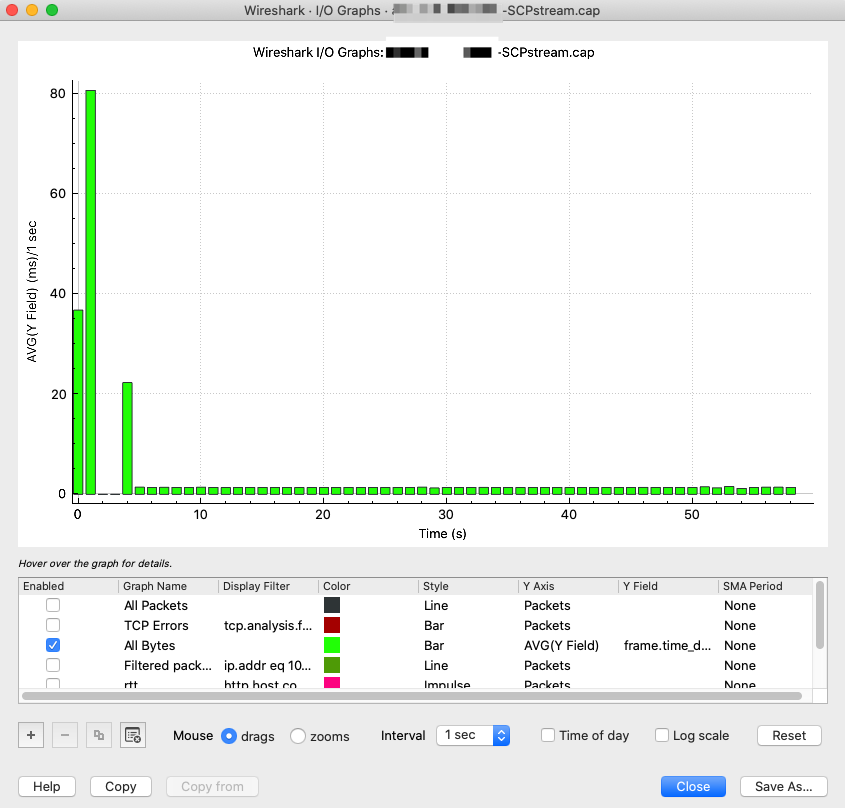 Wireshark · I/O Graphs · -SCPstream.cap
Wireshark I/O Graphs: -SCPstream.cap
80
60
40
20
0
AVG(Y Field) (ms)/1 sec
0 10 20 30 40 50
Time (s)
Hover over the graph for details.
Enabled Graph Name Display Filter Color Style Y Axis Y Field SMA Period
All Packets Line Packets None
TCP Errors tcp.analysis.f... Bar Packets None
All Bytes Bar AVG(Y Field) frame.time_d... None
Filtered pack... ip.addr eq 10... Line Packets None
rtt http.host co Impulse Packets None
Mouse drags zooms Interval 1 sec Time of day Log scale Reset
Help Copy Copy from Close Save As...